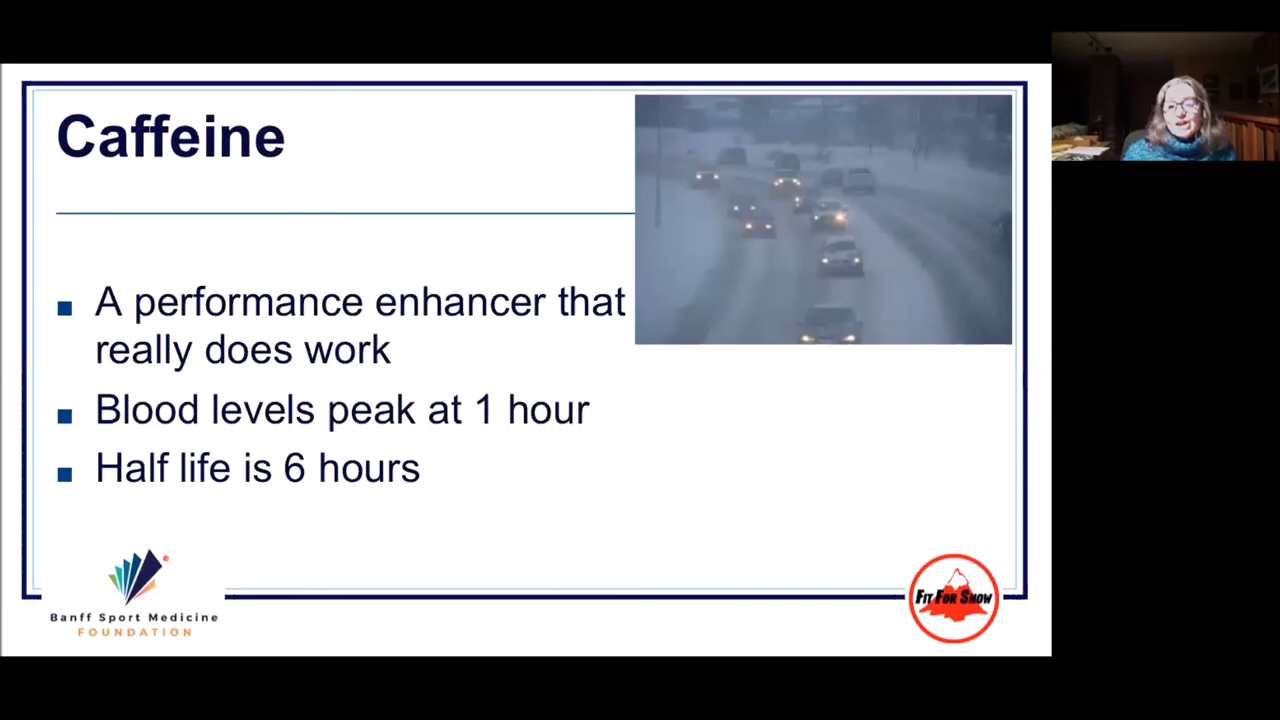 Caffeine
A performance enhancer that
really does work
Blood levels peak at 1 hour
Half life is 6 hours
Banff Sport Medicine
FOUNDATION
FIT FOR SNOW